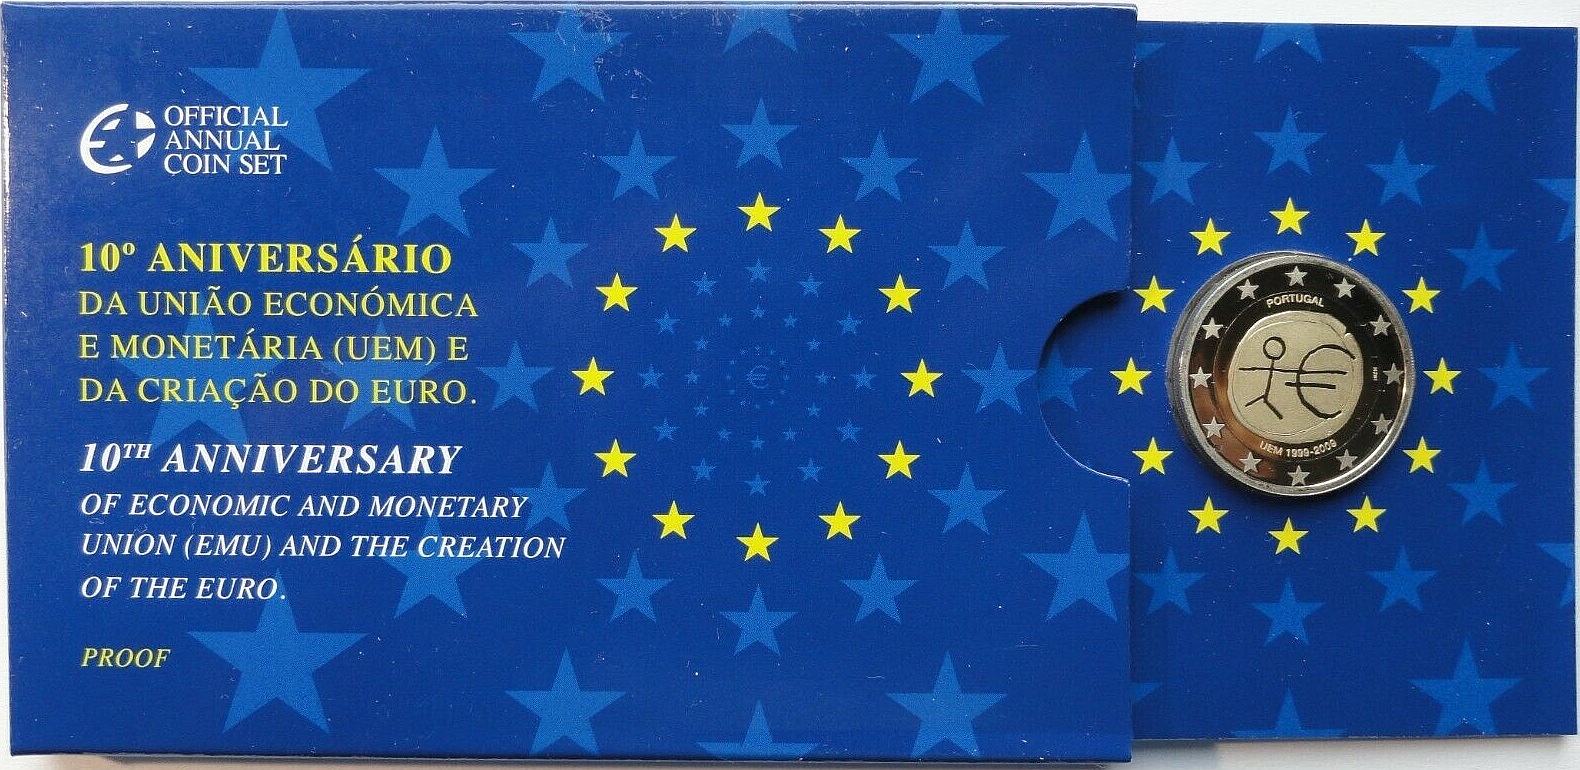 OFFICIAL
ANNUAL
COIN SET
10º ANIVERSÁRIO
DA UNIÃO ECONÓMICA
E MONETÁRIA (UEM) E
DA CRIAÇÃO DO EURO.
10TH ANNIVERSARY
OF ECONOMIC AND MONETARY
UNION (EMU) AND THE CREATION
OF THE EURO.
PROOF
€
PORTUGAL
€
UEM 1999-2009